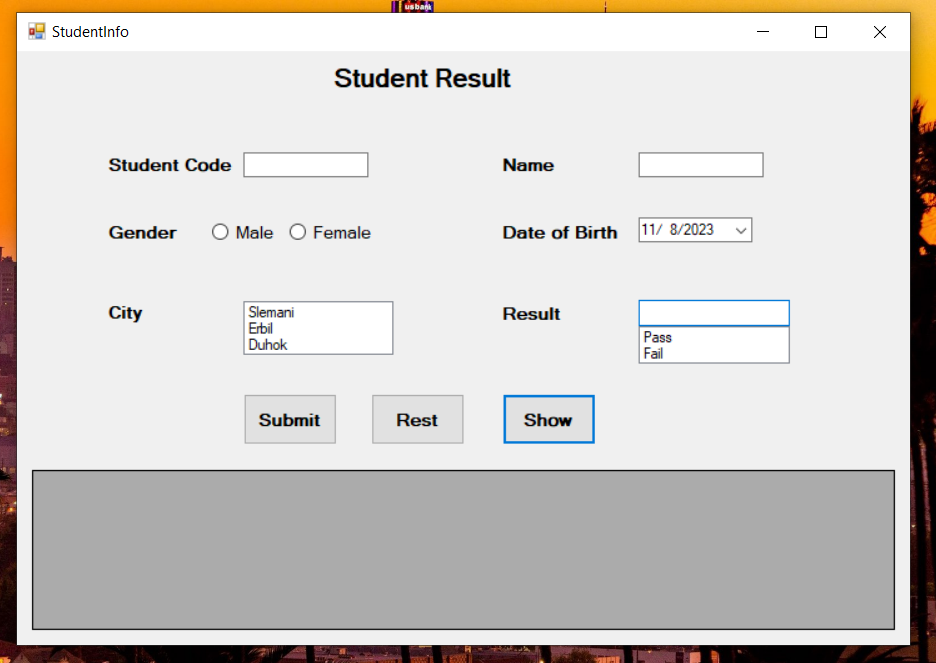 StudentInfo
Student Result
Student Code
Name
Gender Male Female
Date of Birth 11/ 8/2023
City
Slemani
Erbil
Duhok
Result
Pass
Fail
Submit Rest Show